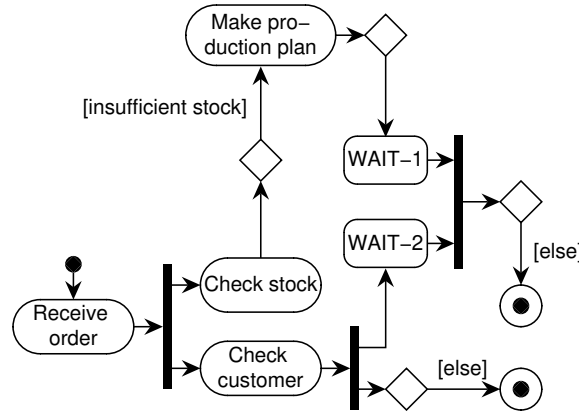 Make pro-
duction plan
[insufficient stock]
WAIT-1
WAIT-2
[else]
Check stock
Receive
order
Check
customer
[else]